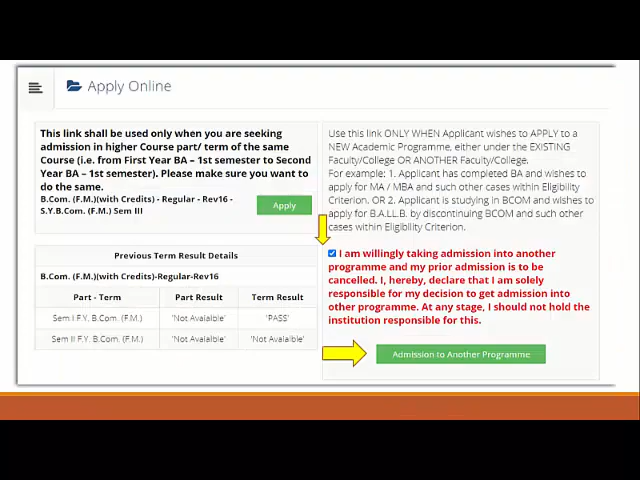 Apply Online
This link shall be used only when you are seeking
admission in higher Course part/ term of the same
Course (i.e. from First Year BA – 1st semester to Second
Year BA – 1st semester). Please make sure you want to
do the same.
B.Com. (F.M.)(with Credits) - Regular - Rev16 -
S.Y.B.Com. (F.M.) Sem III
Apply
Previous Term Result Details
B.Com. (F.M.)(with Credits)-Regular-Rev16
Part - Term Part Result Term Result
Sem I F.Y. B.Com. (F.M.) 'Not Avalaible' 'PASS'
Sem II F.Y. B.Com. (F.M.) 'Not Avalaible' 'Not Avalaible'
Use this link ONLY WHEN Applicant wishes to APPLY to a
NEW Academic Programme, either under the EXISTING
Faculty/College OR ANOTHER Faculty/College.
For example: 1. Applicant has completed BA and wishes to
apply for MA / MBA and such other cases within Eligibility
Criterion. OR 2. Applicant is studying in BCOM and wishes to
apply for B.A.LL.B. by discontinuing BCOM and such other
cases within Eligibility Criterion.
I am willingly taking admission into another
programme and my prior admission is to be
cancelled. I, hereby, declare that I am solely
responsible for my decision to get admission into
other programme. At any stage, I should not hold the
institution responsible for this.
Admission to Another Programme